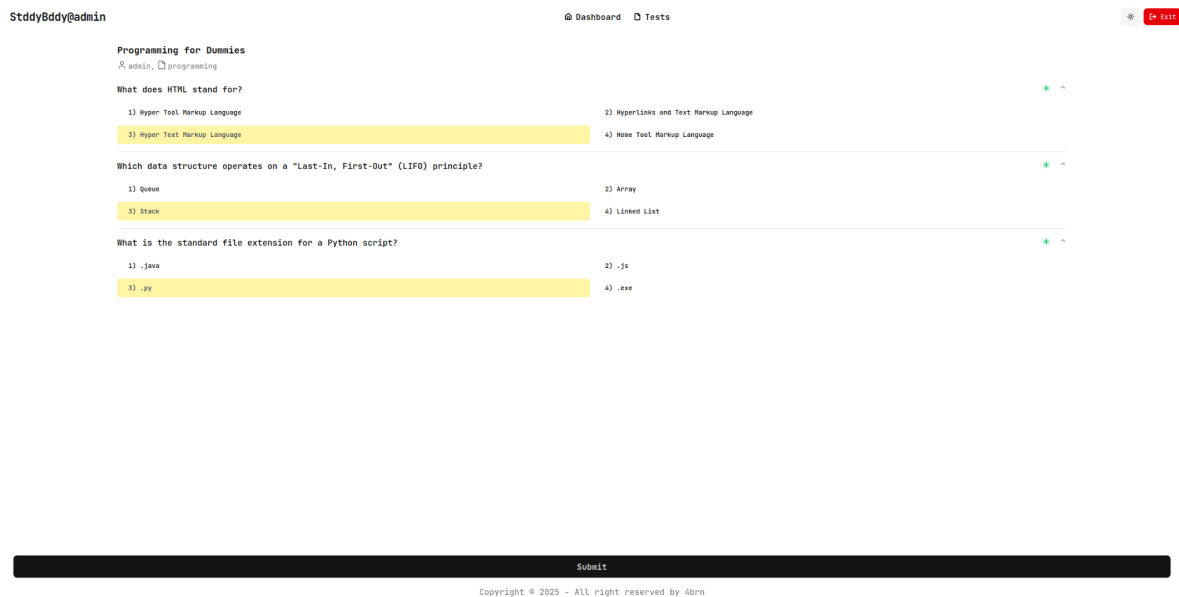 StddyBddy@admin
Dashboard Tests
Exit
Programming for Dummies
admin, programming
What does HTML stand for?
1) Hyper Tool Markup Language
2) Hyperlinks and Text Markup Language
3) Hyper Text Markup Language
4) Home Tool Markup Language
Which data structure operates on a "Last-In, First-Out" (LIFO) principle?
1) Queue
2) Array
3) Stack
4) Linked List
What is the standard file extension for a Python script?
1) .java
2) .js
3) .py
4) .exe
Submit
Copyright © 2025 - All right reserved by 4brn